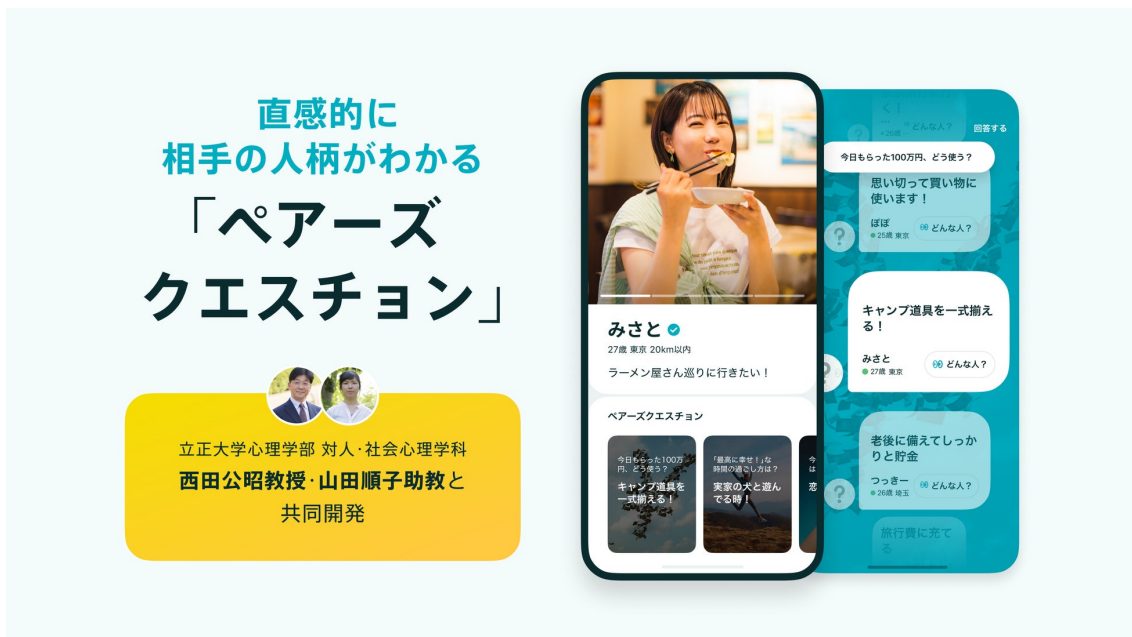 直感的に
相手の人柄がわかる
「ペアーズ
クエスチョン」
立正大学心理学部 対人・社会心理学科
西田公昭教授・山田順子助教と
共同開発
みさと
27歳 東京 20km以内
ラーメン屋さん巡りに行きたい！
ペアーズクエスチョン
今日もらった100万
円、どう使う？
キャンプ道具を
一式揃える！
「最高に幸せ！」な
時間の過ごし方は？
実家の犬と遊ん
でる時！
今
は
恋
く！
...
26歳
どんな人？
回答する
今日もらった100万円、どう使う？
思い切って買い物に
使います！
ぽぽ
25歳 東京
どんな人？
キャンプ道具を一式揃え
る！
みさと
27歳 東京
どんな人？
老後に備えてしっか
りと貯金
つっきー
26歳 埼玉
どんな人？
旅行費に充て
る